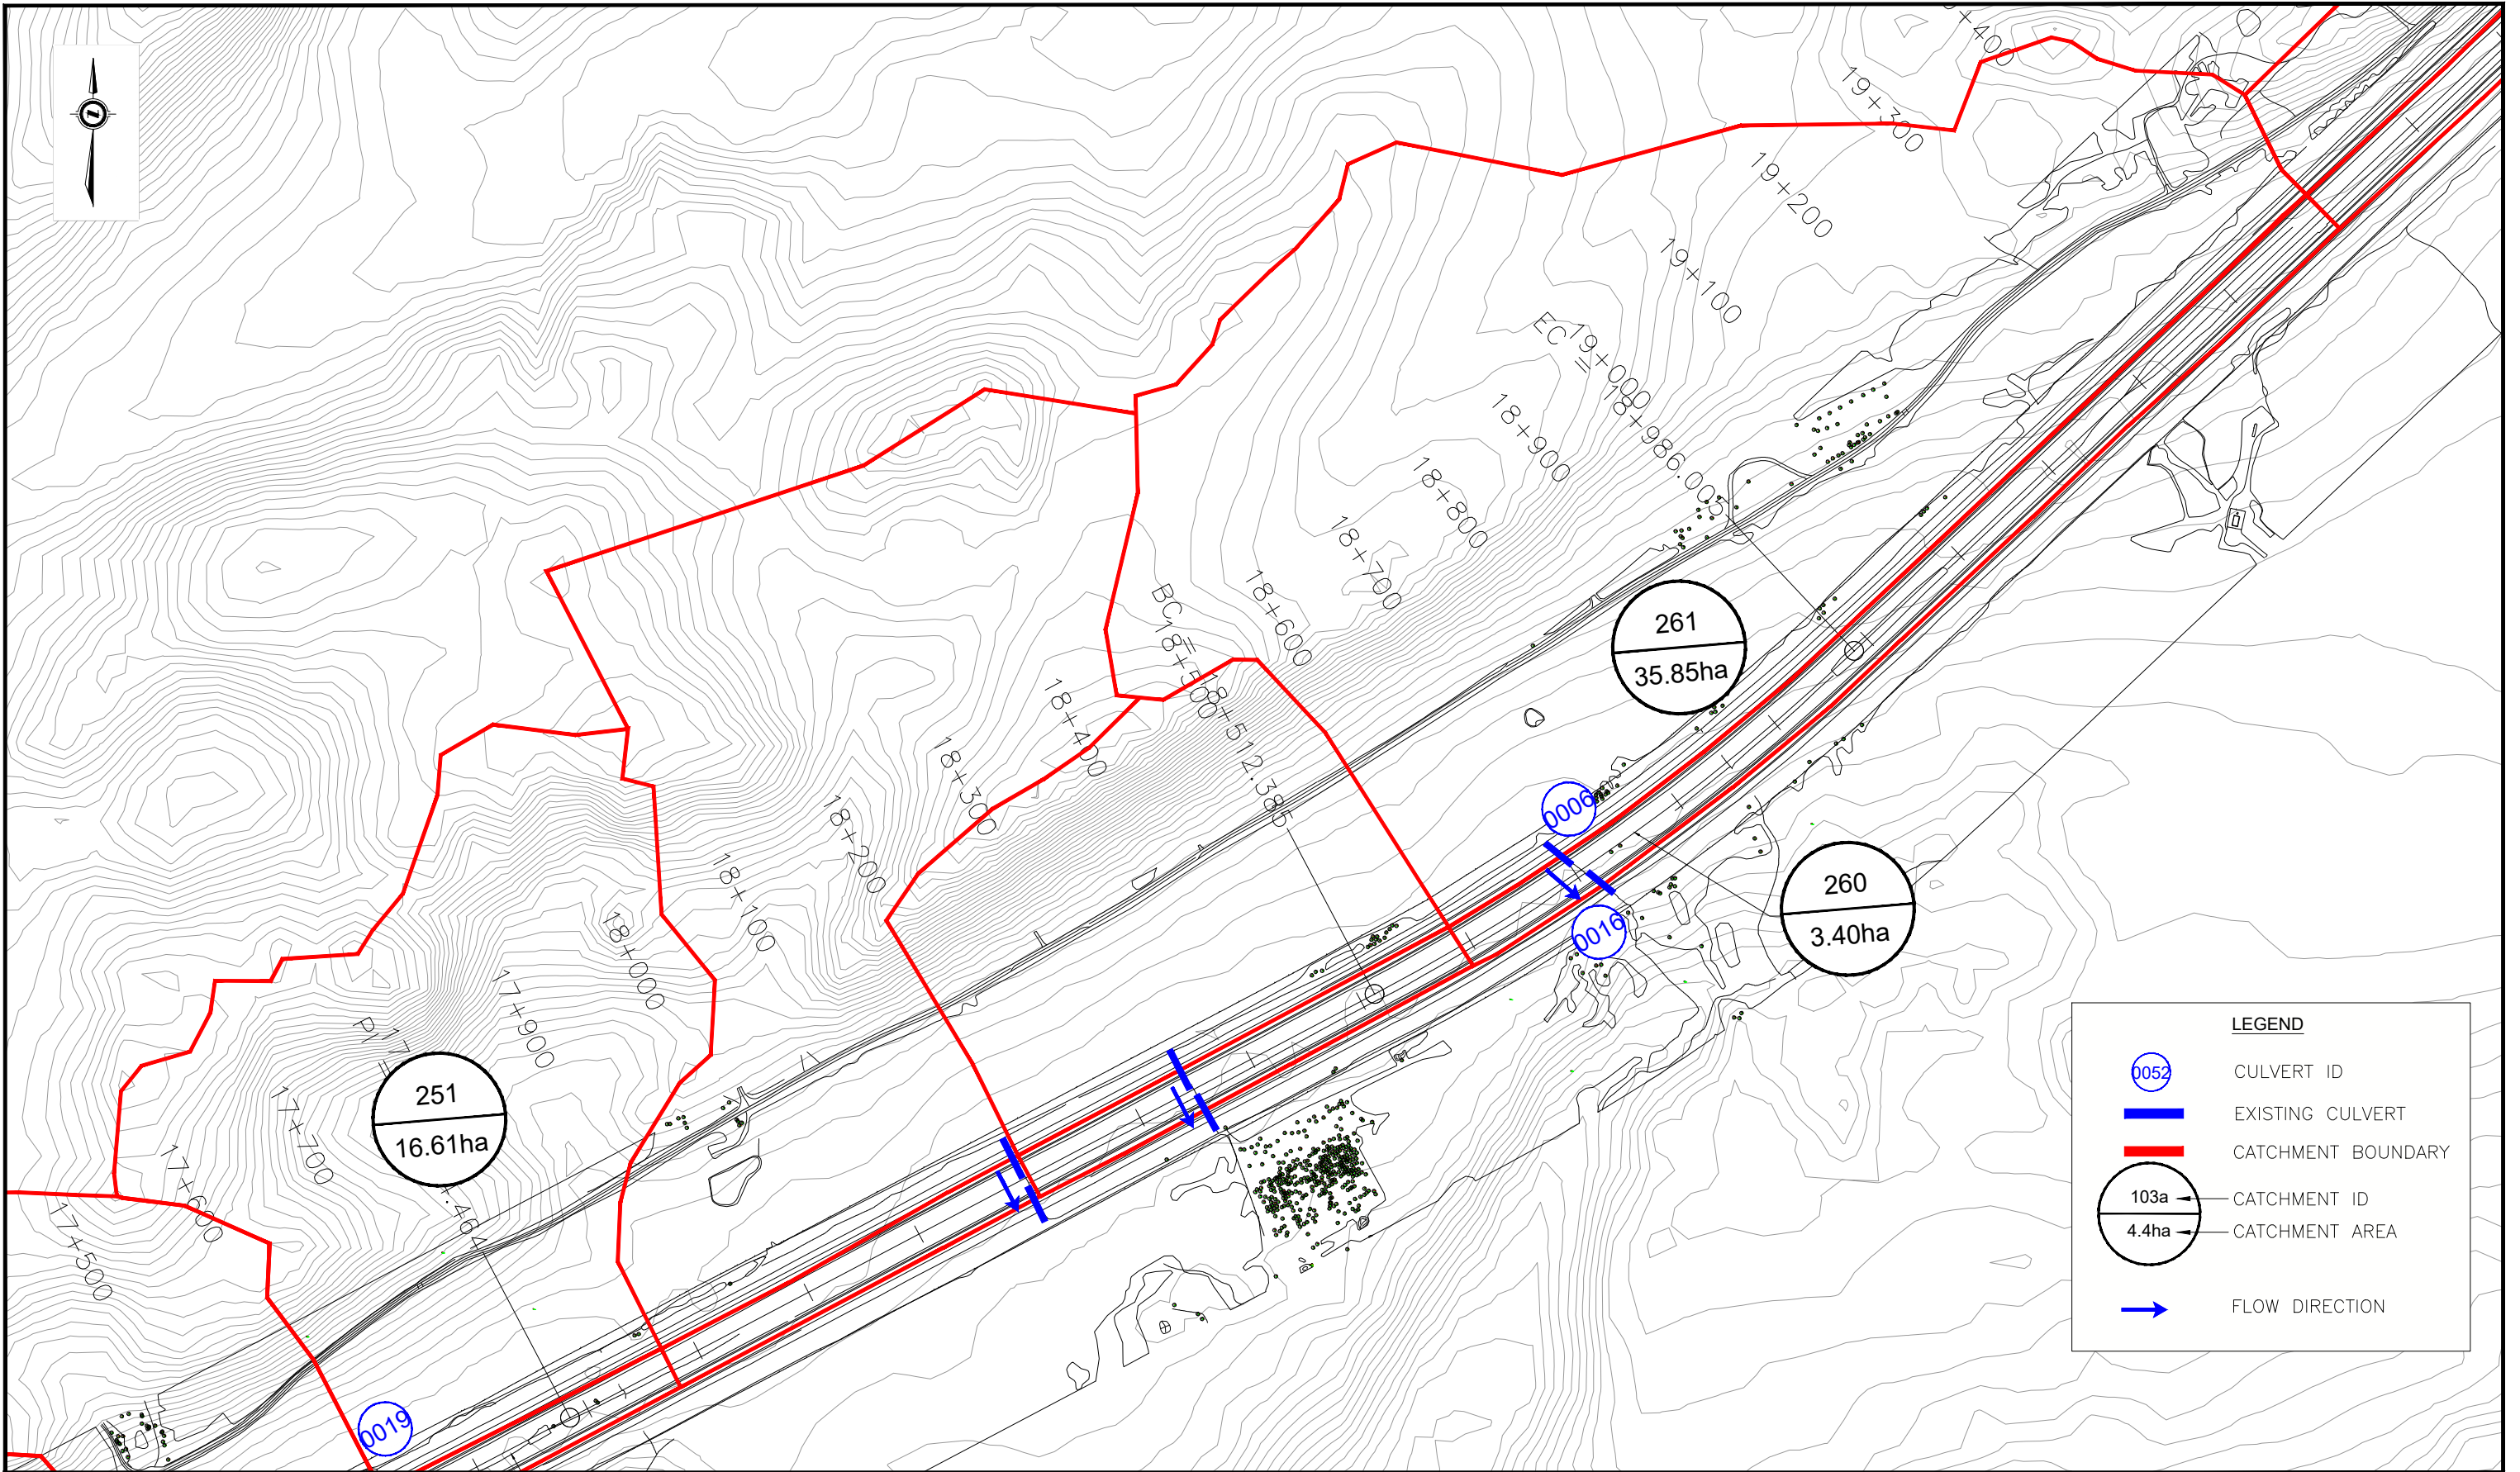 19+400
19+300
19+200
19+100
EC =
19+000
18+986.005
18+900
18+800
18+700
18+600
BC =
18+500
18+512.385
18+400
18+300
18+200
18+100
18+000
17+900
17+700
17+600
17+500
261
35.85ha
260
3.40ha
251
16.61ha
0006
0016
0019
LEGEND
0052
CULVERT ID
EXISTING CULVERT
CATCHMENT BOUNDARY
103a
CATCHMENT ID
4.4ha
CATCHMENT AREA
FLOW DIRECTION